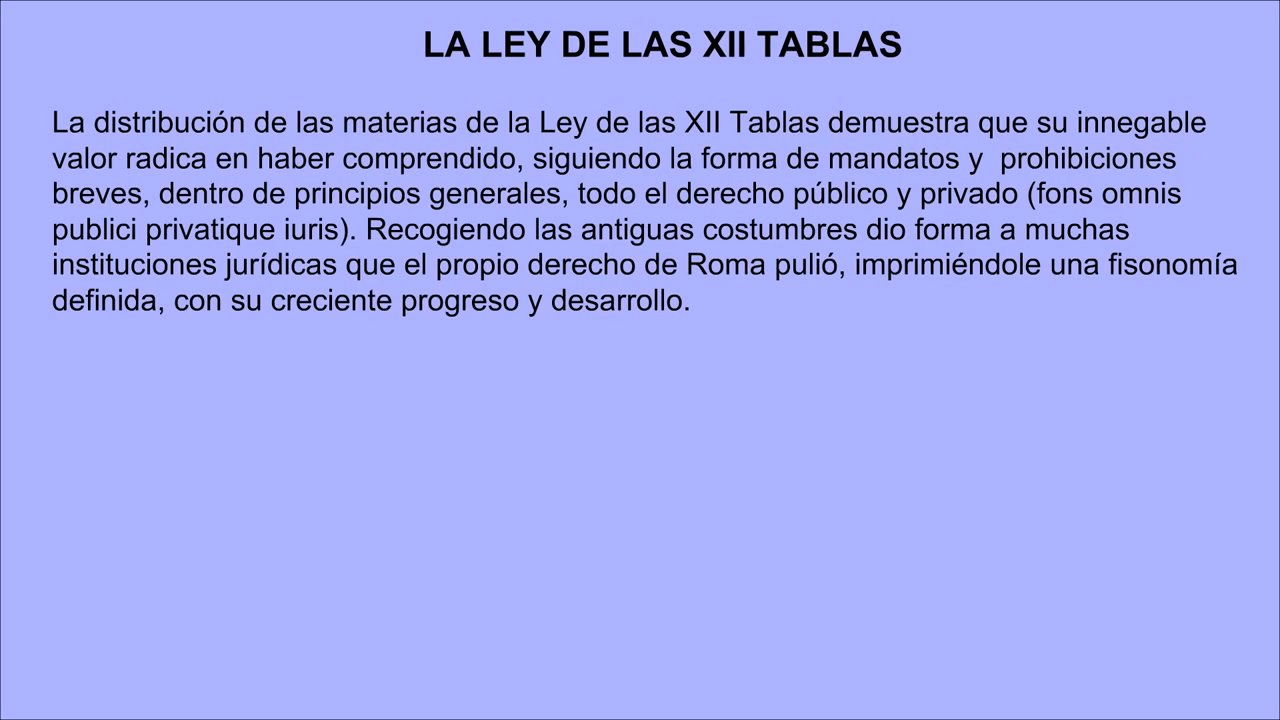 LA LEY DE LAS XII TABLAS
La distribución de las materias de la Ley de las XII Tablas demuestra que su innegable
valor radica en haber comprendido, siguiendo la forma de mandatos y  prohibiciones
breves, dentro de principios generales, todo el derecho público y privado (fons omnis
publici privatique iuris). Recogiendo las antiguas costumbres dio forma a muchas
instituciones jurídicas que el propio derecho de Roma pulió, imprimiéndole una fisonomía
definida, con su creciente progreso y desarrollo.